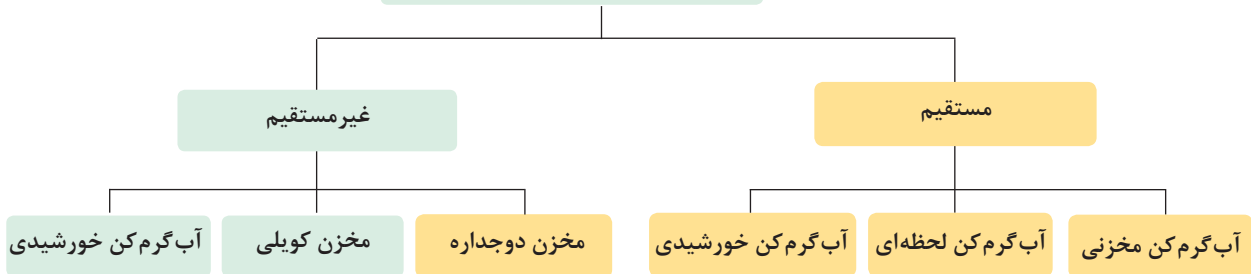 مستقیم
غیرمستقیم
آب‌گرم‌کن مخزنی
آب‌گرم‌کن لحظه‌ای
آب‌گرم‌کن خورشیدی
مخزن دوجداره
مخزن کویلی
آب‌گرم‌کن خورشیدی